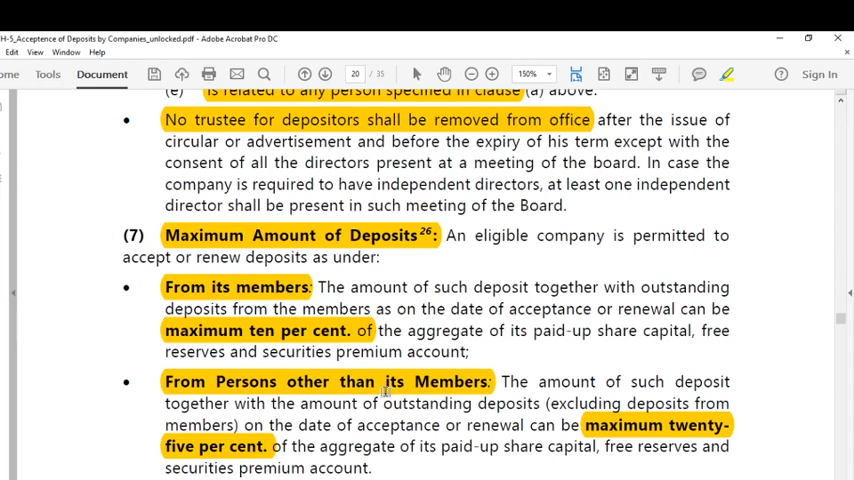 H-5_Acceptance of Deposits by Companies_unlocked.pdf - Adobe Acrobat Pro DC
Edit View Window Help
ome Tools Document 20 / 35 150% Sign In
(e) is related to any person specified in clause (a) above.
• No trustee for depositors shall be removed from office after the issue of
circular or advertisement and before the expiry of his term except with the
consent of all the directors present at a meeting of the board. In case the
company is required to have independent directors, at least one independent
director shall be present in such meeting of the Board.
(7) Maximum Amount of Deposits26: An eligible company is permitted to
accept or renew deposits as under:
• From its members: The amount of such deposit together with outstanding
deposits from the members as on the date of acceptance or renewal can be
maximum ten per cent. of the aggregate of its paid-up share capital, free
reserves and securities premium account;
• From Persons other than its Members: The amount of such deposit
together with the amount of outstanding deposits (excluding deposits from
members) on the date of acceptance or renewal can be maximum twenty-
five per cent. of the aggregate of its paid-up share capital, free reserves and
securities premium account.